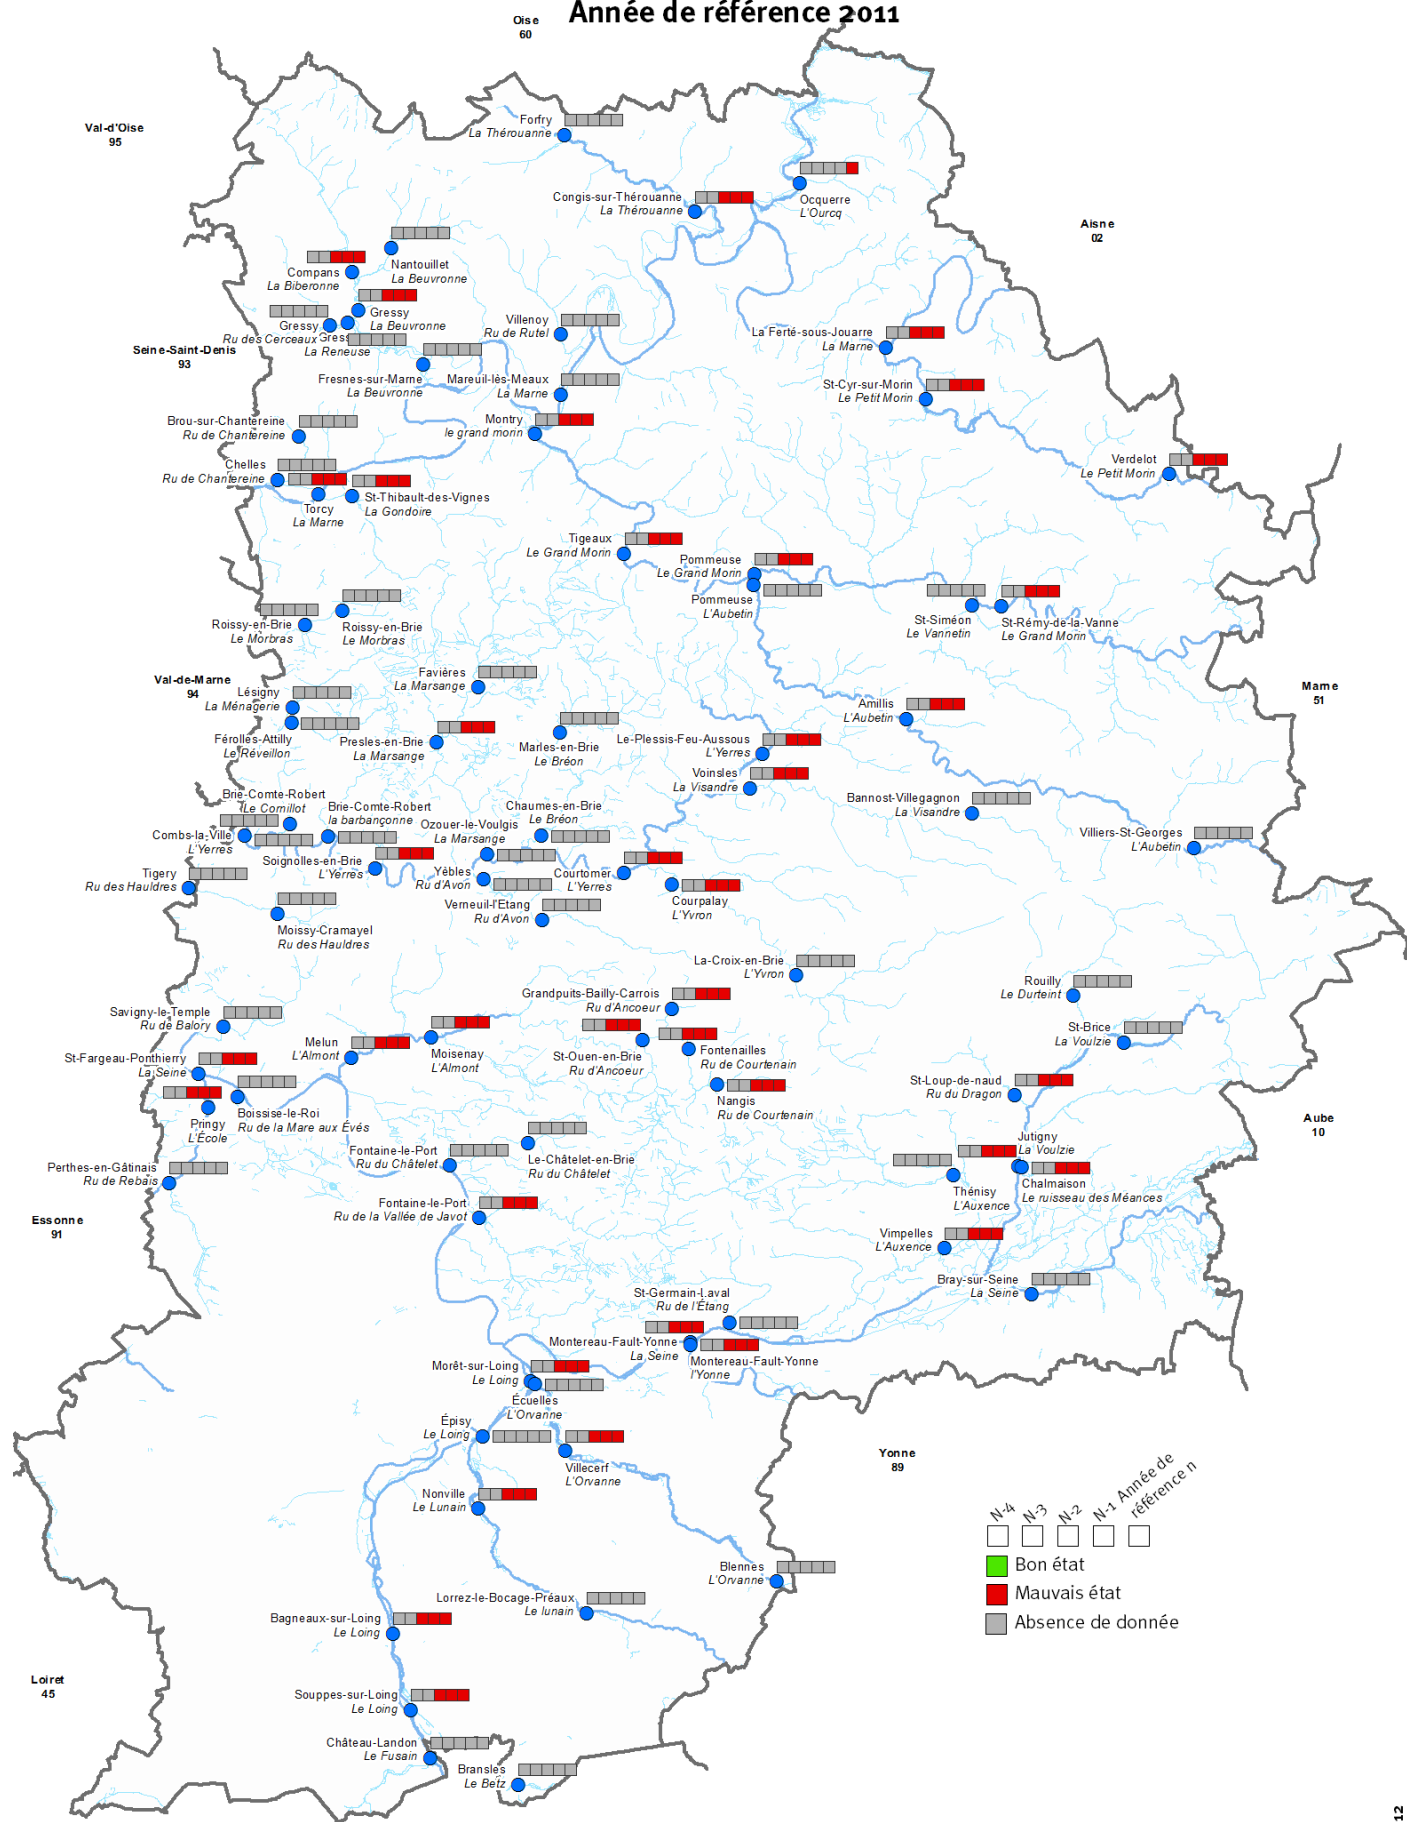 Année de référence 2011
Oise
60
Val-d'Oise
95
Forfry
La Thérouanne
Congis-sur-Thérouanne
La Thérouanne
Ocquerre
L'Ourcq
Aisne
02
Nantouillet
La Beuvronne
Compans
La Biberonne
Gressy
La Beuvronne
Gressy
Ru des Cerceaux
La Reneuse
Villenoy
Ru de Rutel
La Ferté-sous-Jouarre
La Marne
Seine-Saint-Denis
93
Fresnes-sur-Marne
La Beuvronne
Mareuil-lès-Meaux
La Marne
St-Cyr-sur-Morin
Le Petit Morin
Brou-sur-Chantereine
Ru de Chantereine
Montry
le grand morin
Verdelot
Le Petit Morin
Chelles
Ru de Chantereine
Torcy
La Marne
St-Thibault-des-Vignes
La Gondoire
Tigeaux
Le Grand Morin
Pommeuse
Le Grand Morin
Pommeuse
L'Aubetin
St-Siméon
Le Vannetin
St-Rémy-de-la-Vanne
Le Grand Morin
Roissy-en-Brie
Le Morbras
Roissy-en-Brie
Le Morbras
Val-de-Marne
94
Favières
La Marsange
Marne
51
Lésigny
La Ménagerie
Férolles-Attilly
Le Réveillon
Presles-en-Brie
La Marsange
Marles-en-Brie
Le Bréon
Amillis
L'Aubetin
Le-Plessis-Feu-Aussous
L'Yerres
Voinsles
La Visandre
Bannost-Villegagnon
La Visandre
Villiers-St-Georges
L'Aubetin
Brie-Comte-Robert
Le Cornillot
Brie-Comte-Robert
la barbançonne
Chaumes-en-Brie
Le Bréon
Combs-la-Ville
L'Yerres
Ozouer-le-Voulgis
La Marsange
Soignolles-en-Brie
L'Yerres
Yèbles
Ru d'Avon
Courtomer
L'Yerres
Tigery
Ru des Hauldres
Courpalay
L'Yvron
Verneuil-l'Etang
Ru d'Avon
Moissy-Cramayel
Ru des Hauldres
La-Croix-en-Brie
L'Yvron
Rouilly
Le Durteint
Grandpuits-Bailly-Carrois
Ru d'Ancoeur
Savigny-le-Temple
Ru de Balory
St-Brice
La Voulzie
Melun
L'Almont
Moisenay
L'Almont
St-Ouen-en-Brie
Ru d'Ancoeur
Fontenailles
Ru de Courtenain
St-Fargeau-Ponthierry
La Seine
St-Loup-de-naud
Ru du Dragon
Nangis
Ru de Courtenain
Boissise-le-Roi
Ru de la Mare aux Évés
Pringy
L'École
Aube
10
Jutigny
La Voulzie
Fontaine-le-Port
Ru du Châtelet
Le-Châtelet-en-Brie
Ru du Châtelet
Perthes-en-Gâtinais
Ru de Rebais
Thénisy
L'Auxence
Chalmaison
Le ruisseau des Méances
Fontaine-le-Port
Ru de la Vallée de Javot
Essonne
91
Vimpelles
L'Auxence
Bray-sur-Seine
La Seine
St-Germain-Laval
Ru de l'Étang
Montereau-Fault-Yonne
La Seine
Montereau-Fault-Yonne
l'Yonne
Morêt-sur-Loing
Le Loing
Écuelles
L'Orvanne
Épisy
Le Loing
Villecerf
L'Orvanne
Yonne
89
Nonville
Le Lunain
N-4
N-3
N-2
N-1
Année de
référence n
Bon état
Mauvais état
Absence de donnée
Blennes
L'Orvanne
Lorrez-le-Bocage-Préaux
Le lunain
Bagneaux-sur-Loing
Le Loing
Loiret
45
Souppes-sur-Loing
Le Loing
Château-Landon
Le Fusain
Bransles
Le Betz
12